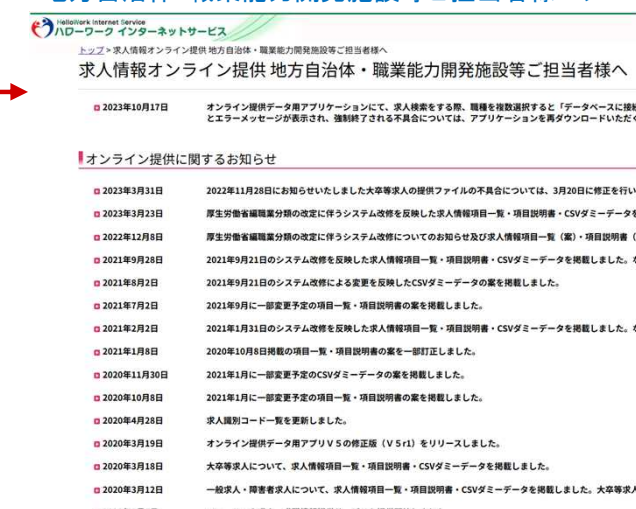 HelloWork Internet Service
ハローワーク インターネットサービス
トップ > 求人情報オンライン提供 地方自治体・職業能力開発施設等ご担当者様へ
求人情報オンライン提供 地方自治体・職業能力開発施設等ご担当者様へ
2023年10月17日 オンライン提供データ用アプリケーションにて、求人検索をする際、職種を複数選択すると「データベースに接続
とエラーメッセージが表示され、強制終了される不具合については、アプリケーションを再ダウンロードいただく
オンライン提供に関するお知らせ
2023年3月31日 2022年11月28日にお知らせいたしました大卒等求人の提供ファイルの不具合については、3月20日に修正を行い
2023年3月23日 厚生労働省編職業分類の改定に伴うシステム改修を反映した求人情報項目一覧・項目説明書・CSVダミーデータを
2022年12月8日 厚生労働省編職業分類の改定に伴うシステム改修についてのお知らせ及び求人情報項目一覧（案）・項目説明書（
2021年9月28日 2021年9月21日のシステム改修を反映した求人情報項目一覧・項目説明書・CSVダミーデータを掲載しました。な
2021年8月2日 2021年9月21日のシステム改修による変更を反映したCSVダミーデータの案を掲載しました。
2021年7月2日 2021年9月に一部変更予定の項目一覧・項目説明書の案を掲載しました。
2021年2月2日 2021年1月31日のシステム改修を反映した求人情報項目一覧・項目説明書・CSVダミーデータを掲載しました。な
2021年1月8日 2020年10月8日掲載の項目一覧・項目説明書の案を一部訂正しました。
2020年11月30日 2021年1月に一部変更予定のCSVダミーデータの案を掲載しました。
2020年10月8日 2021年1月に一部変更予定の項目一覧・項目説明書の案を掲載しました。
2020年4月28日 求人識別コード一覧を更新しました。
2020年3月19日 オンライン提供データ用アプリＶ５の修正版（Ｖ５r1）をリリースしました。
2020年3月18日 大卒等求人について、求人情報項目一覧・項目説明書・CSVダミーデータを掲載しました。
2020年3月12日 一般求人・障害者求人について、求人情報項目一覧・項目説明書・CSVダミーデータを掲載しました。大卒等求人